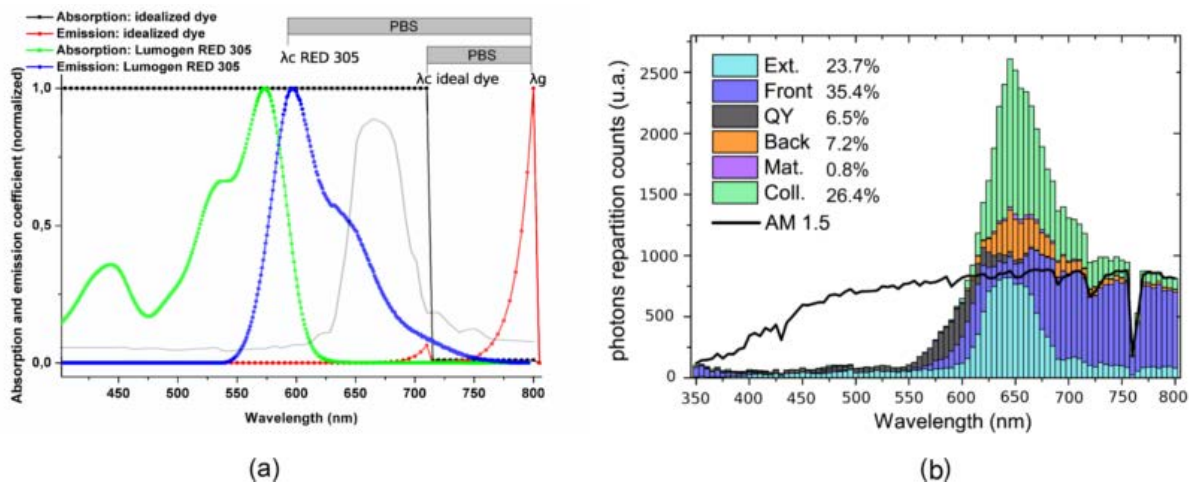 Absorption: idealized dye
Emission: idealized dye
Absorption: Lumogen RED 305
Emission: Lumogen RED 305
PBS
λc RED 305
PBS
λc ideal dye
λg
1,0
0,5
0,0
Absorption and emission coefficient (normalized)
450 500 550 600 650 700 750 800
Wavelength (nm)
(a)
2500
2000
1500
1000
500
0
photons repartition counts (u.a.)
Ext. 23.7%
Front 35.4%
QY 6.5%
Back 7.2%
Mat. 0.8%
Coll. 26.4%
AM 1.5
350 400 450 500 550 600 650 700 750 800
Wavelength (nm)
(b)